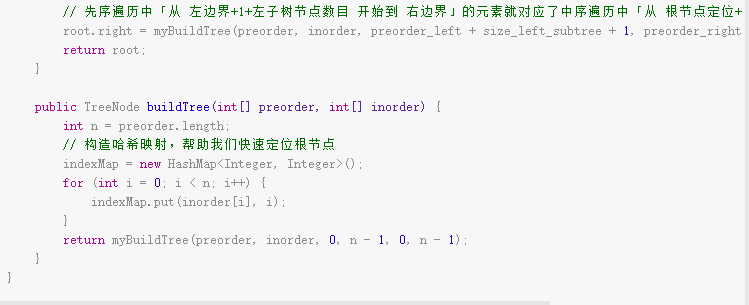 // 先序遍历中「从 左边界+1+左子树节点数目 开始到 右边界」的元素就对应了中序遍历中「从 根节点定位+
root.right = myBuildTree(preorder, inorder, preorder_left + size_left_subtree + 1, preorder_right
return root;
}
public TreeNode buildTree(int[] preorder, int[] inorder) {
int n = preorder.length;
// 构造哈希映射，帮助我们快速定位根节点
indexMap = new HashMap<Integer, Integer>();
for (int i = 0; i < n; i++) {
indexMap.put(inorder[i], i);
}
return myBuildTree(preorder, inorder, 0, n - 1, 0, n - 1);
}
}